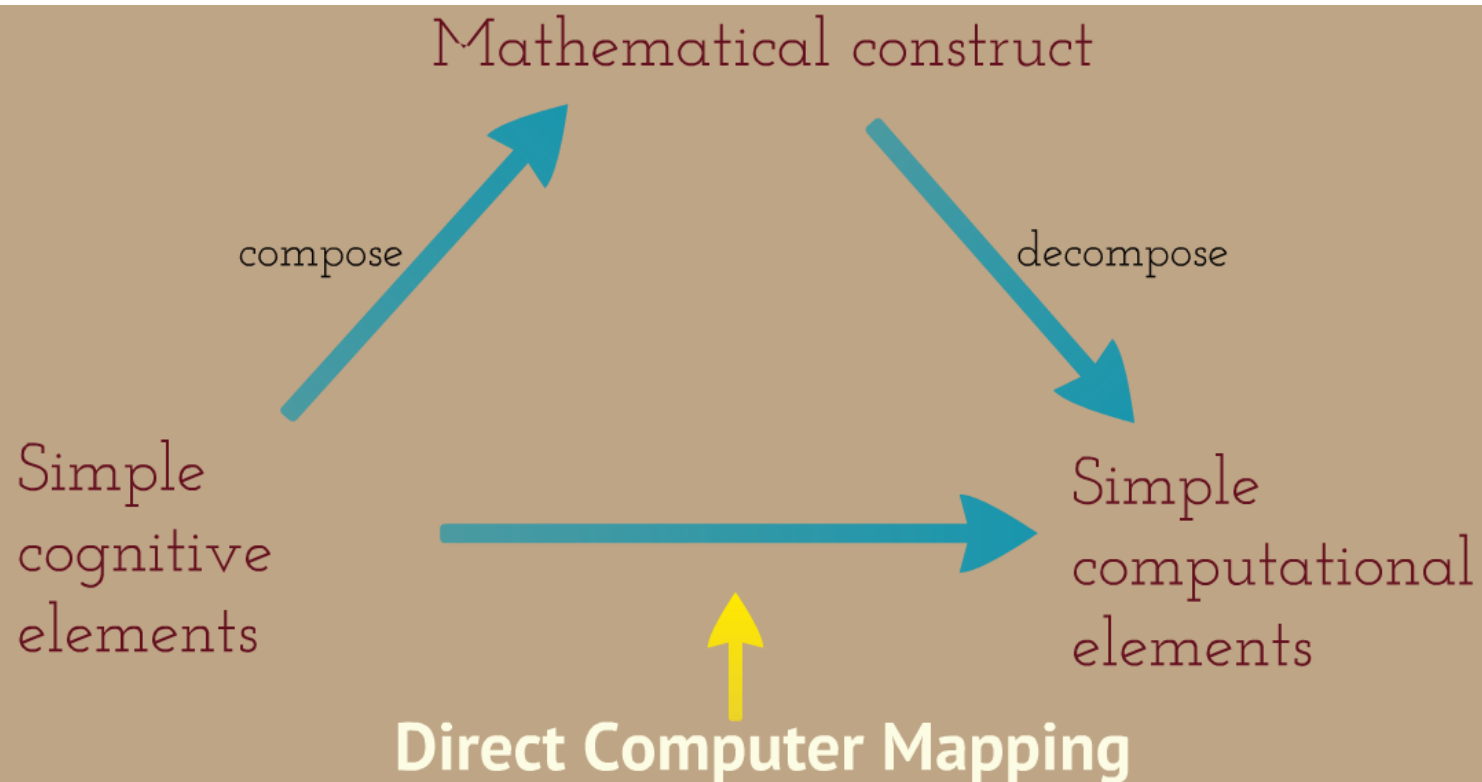 Mathematical construct
compose
decompose
Simple
cognitive
elements
Simple
computational
elements
Direct Computer Mapping